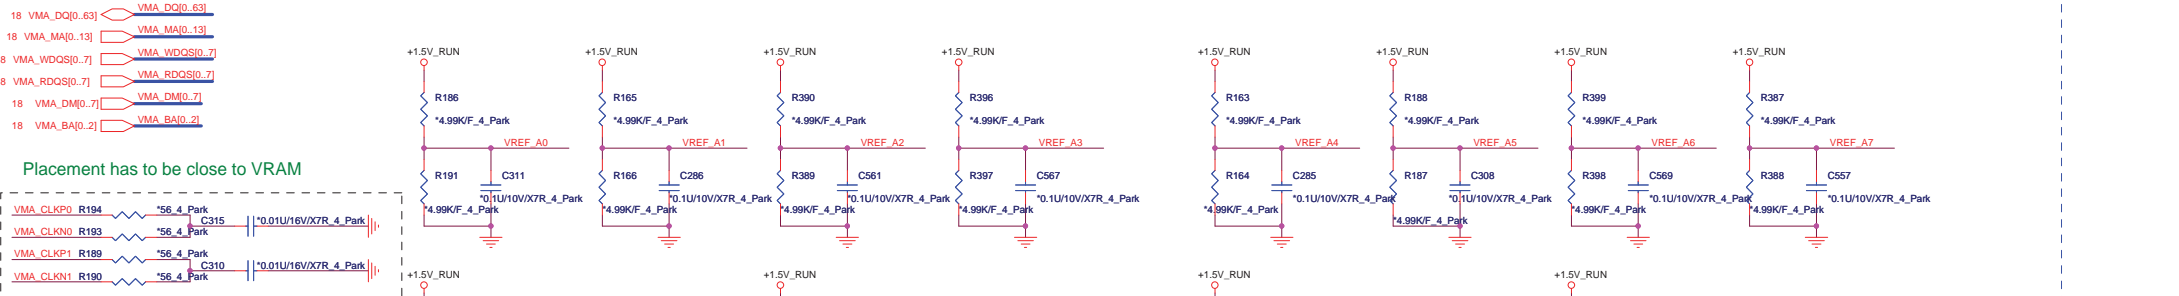 18 VMA_DQ[0..63] VMA_DQ[0..63]
18 VMA_MA[0..13] VMA_MA[0..13]
8 VMA_WDQS[0..7] VMA_WDQS[0..7]
8 VMA_RDQS[0..7] VMA_RDQS[0..7]
18 VMA_DM[0..7] VMA_DM[0..7]
18 VMA_BA[0..2] VMA_BA[0..2]
Placement has to be close to VRAM
VMA_CLKP0 R194 *56_4_Park
C315 *0.01U/16V/X7R_4_Park
VMA_CLKN0 R193 *56_4_Park
VMA_CLKP1 R189 *56_4_Park
C310 *0.01U/16V/X7R_4_Park
VMA_CLKN1 R190 *56_4_Park
+1.5V_RUN +1.5V_RUN +1.5V_RUN +1.5V_RUN +1.5V_RUN +1.5V_RUN +1.5V_RUN +1.5V_RUN
R186 R165 R390 R396 R163 R188 R399 R387
*4.99K/F_4_Park *4.99K/F_4_Park *4.99K/F_4_Park *4.99K/F_4_Park *4.99K/F_4_Park *4.99K/F_4_Park *4.99K/F_4_Park *4.99K/F_4_Park
VREF_A0 VREF_A1 VREF_A2 VREF_A3 VREF_A4 VREF_A5 VREF_A6 VREF_A7
R191 C311 R166 C286 R389 C561 R397 C567 R164 C285 R187 C308 R398 C569 R388 C557
*0.1U/10V/X7R_4_Park *0.1U/10V/X7R_4_Park *0.1U/10V/X7R_4_Park *0.1U/10V/X7R_4_Park *0.1U/10V/X7R_4_Park *0.1U/10V/X7R_4_Park *0.1U/10V/X7R_4_Park *0.1U/10V/X7R_4_Park
*4.99K/F_4_Park *4.99K/F_4_Park *4.99K/F_4_Park *4.99K/F_4_Park *4.99K/F_4_Park *4.99K/F_4_Park *4.99K/F_4_Park *4.99K/F_4_Park
+1.5V_RUN +1.5V_RUN +1.5V_RUN +1.5V_RUN